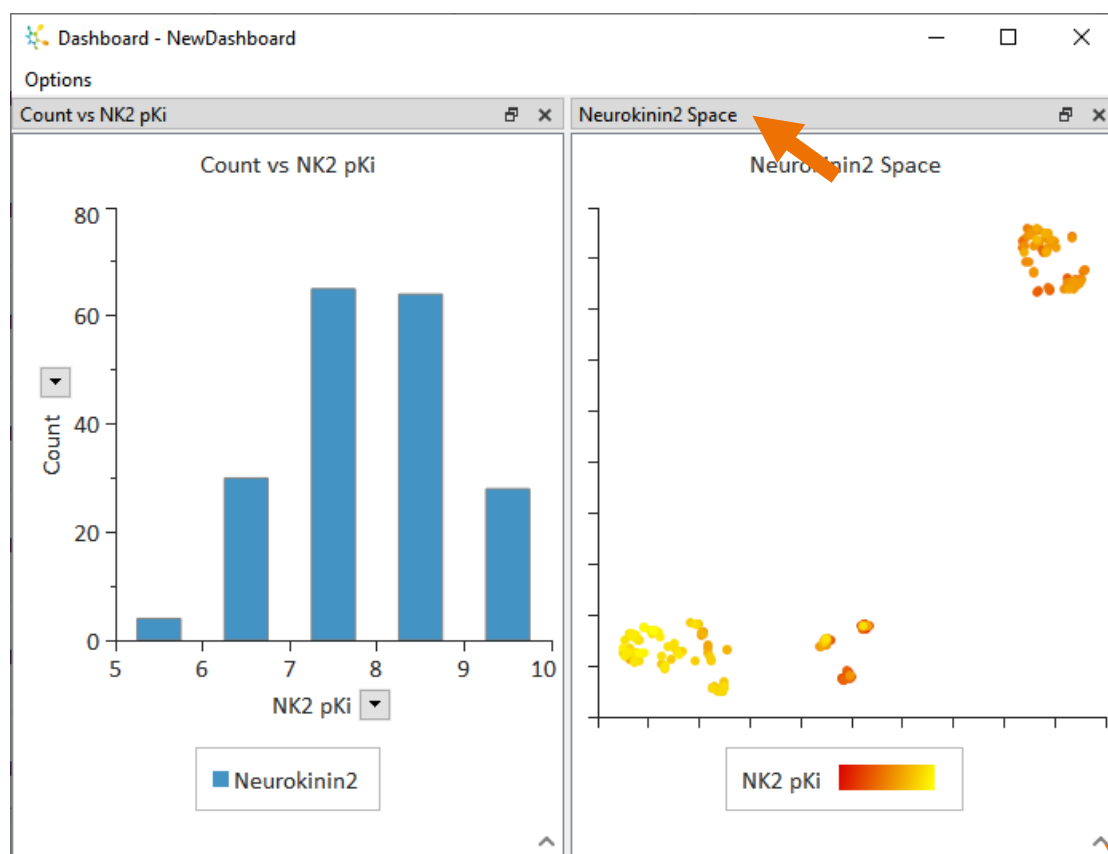 Dashboard - NewDashboard
Options
Count vs NK2 pKi
Neurokinin2 Space
Count vs NK2 pKi
80
60
40
20
0
Count
5 6 7 8 9 10
NK2 pKi
Neurokinin2
Neurokinin2 Space
NK2 pKi